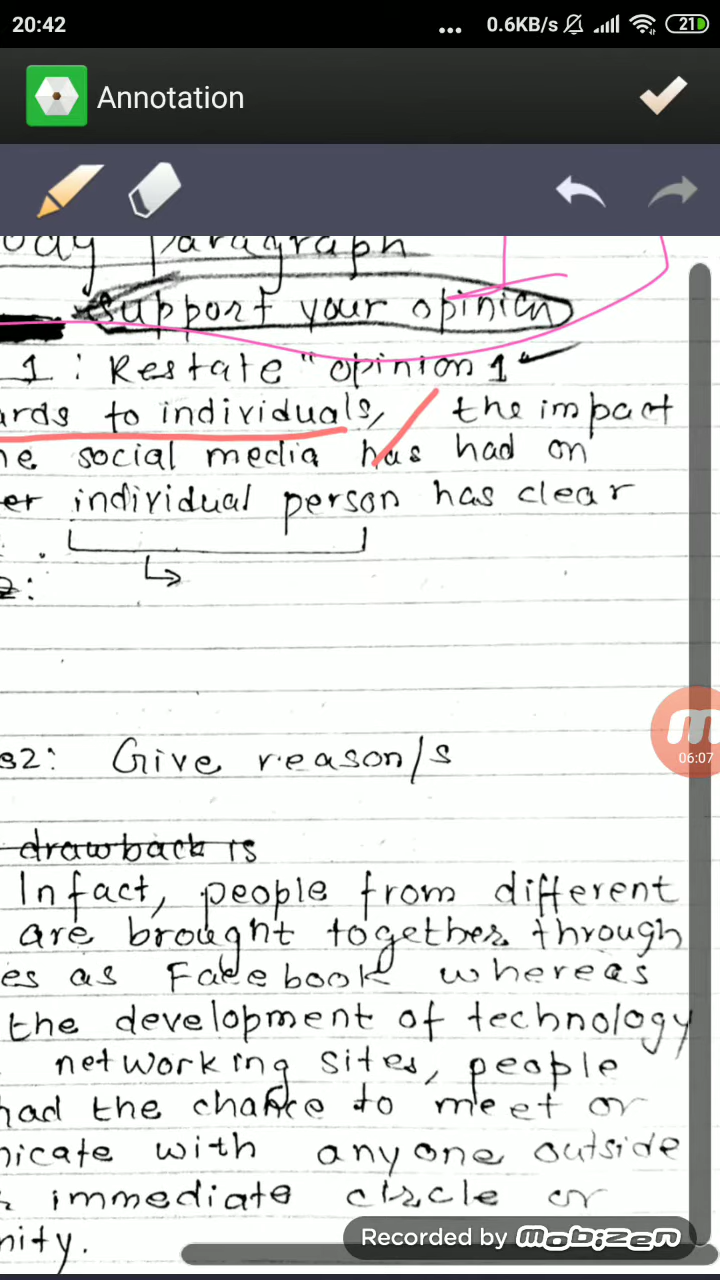 20:42
... 0.6KB/s 21
Annotation
ody paragraph
support your opinion
1 : Restate "opinion 1"
ards to individuals, the impact
he social media has had on
er individual person has clear
.
2:
s2: Give reason/s
drawback is
Infact, people from different
are brought together through
es as Facebook whereas
the development of technology
networking sites, people
had the chance to meet or
nicate with anyone outside
r immediate circle or
nity.
06:07
Recorded by mobizen